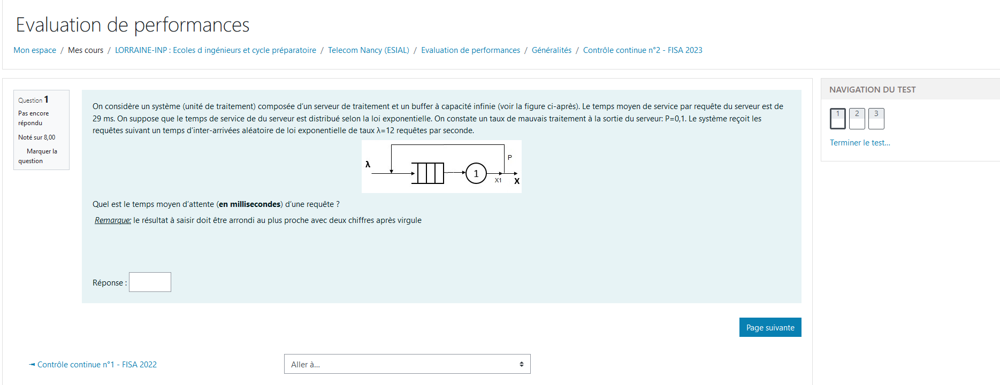 Evaluation de performances
Mon espace / Mes cours / LORRAINE-INP : Ecoles d ingénieurs et cycle préparatoire / Telecom Nancy (ESIAL) / Evaluation de performances / Généralités / Contrôle continue n°2 - FISA 2023
Question 1
Pas encore
répondu
Noté sur 8,00
Marquer la
question
On considère un système (unité de traitement) composée d'un serveur de traitement et un buffer à capacité infinie (voir la figure ci-après). Le temps moyen de service par requête du serveur est de
29 ms. On suppose que le temps de service de du serveur est distribué selon la loi exponentielle. On constate un taux de mauvais traitement à la sortie du serveur: P=0,1. Le système reçoit les
requêtes suivant un temps d'inter-arrivées aléatoire de loi exponentielle de taux λ=12 requêtes par seconde.
λ
P
1
X1
X
Quel est le temps moyen d'attente (en millisecondes) d'une requête ?
Remarque: le résultat à saisir doit être arrondi au plus proche avec deux chiffres après virgule
Réponse :
Page suivante
◄ Contrôle continue n°1 - FISA 2022
Aller à...
NAVIGATION DU TEST
1 2 3
Terminer le test...